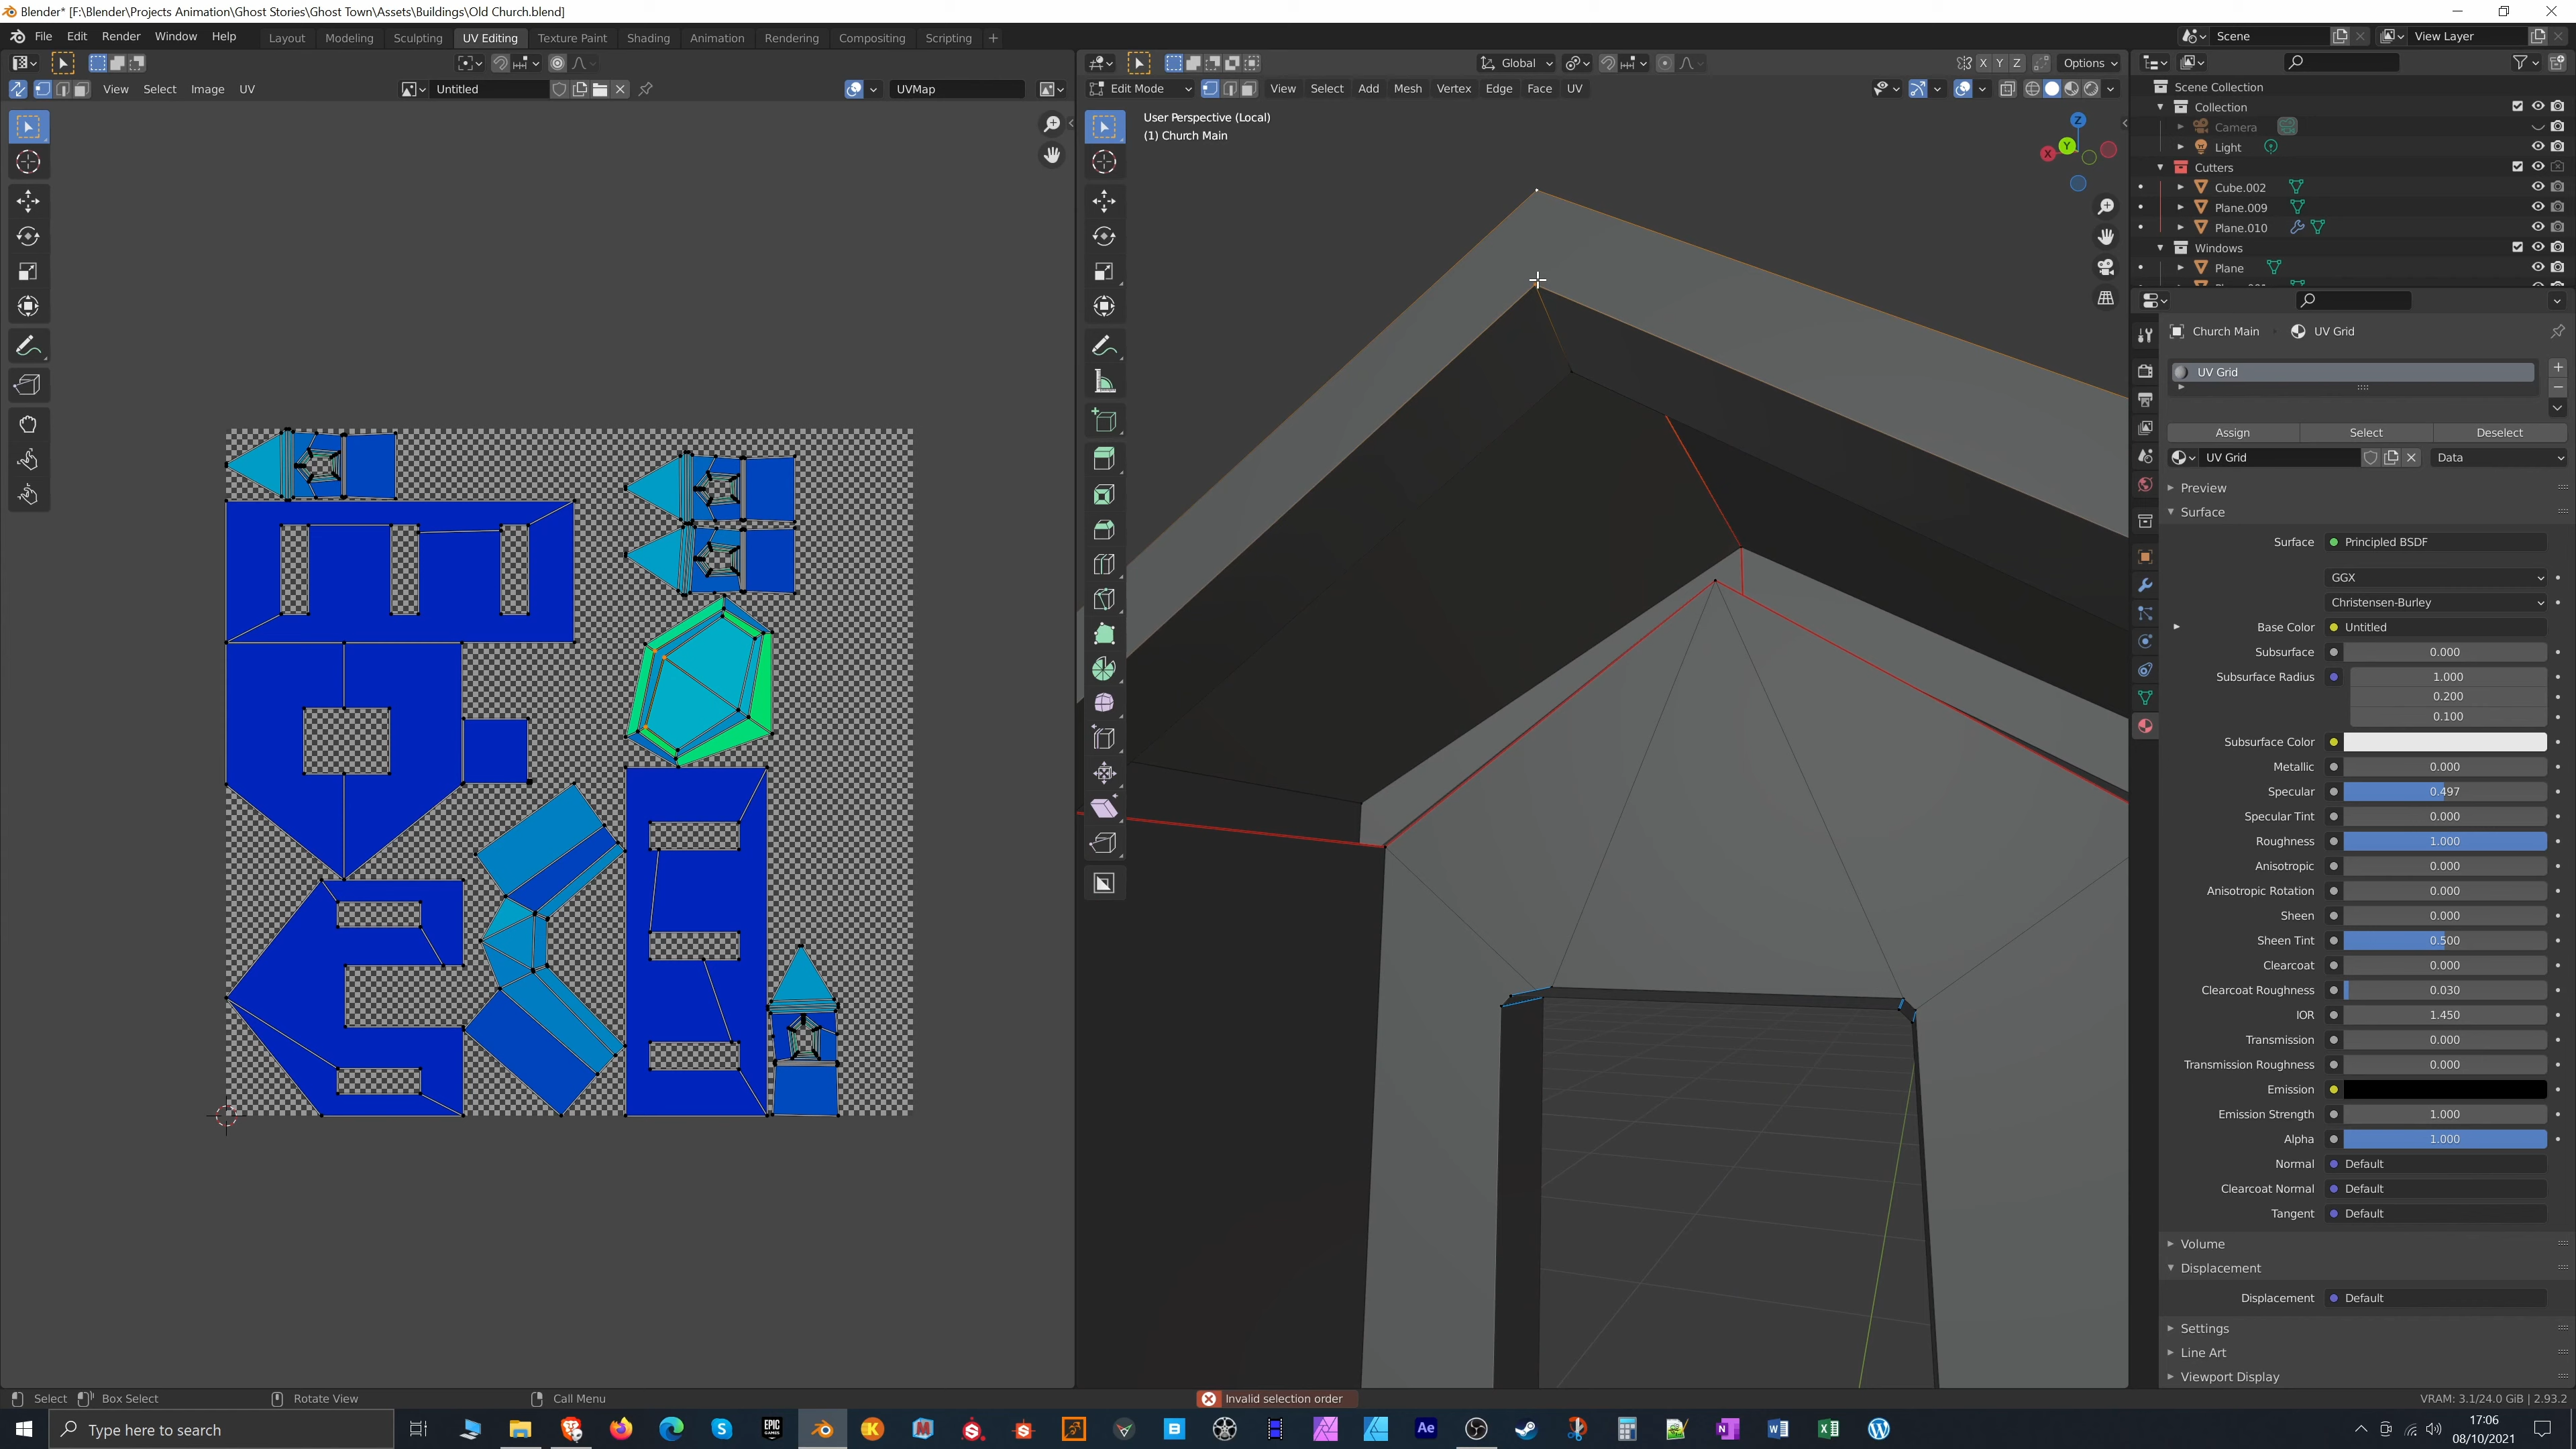 Blender* [F:\Blender\Projects Animation\Ghost Stories\Ghost Town\Assets\Buildings\Old Church.blend]
File Edit Render Window Help Layout Modeling Sculpting UV Editing Texture Paint Shading Animation Rendering Compositing Scripting + Scene View Layer
Global X Y Z Options
View Select Image UV Untitled UVMap Edit Mode View Select Add Mesh Vertex Edge Face UV
User Perspective (Local)
(1) Church Main
Z
X
Y
Scene Collection
Collection
Camera
Light
Cutters
Cube.002
Plane.009
Plane.010
Windows
Plane
Church Main UV Grid
UV Grid
Assign Select Deselect
UV Grid Data
Preview
Surface
Surface Principled BSDF
GGX
Christensen-Burley
Base Color Untitled
Subsurface 0.000
Subsurface Radius 1.000
0.200
0.100
Subsurface Color
Metallic 0.000
Specular 0.497
Specular Tint 0.000
Roughness 1.000
Anisotropic 0.000
Anisotropic Rotation 0.000
Sheen 0.000
Sheen Tint 0.500
Clearcoat 0.000
Clearcoat Roughness 0.030
IOR 1.450
Transmission 0.000
Transmission Roughness 0.000
Emission
Emission Strength 1.000
Alpha 1.000
Normal Default
Clearcoat Normal Default
Tangent Default
Volume
Displacement
Displacement Default
Settings
Line Art
Viewport Display
Select Box Select Rotate View Call Menu Invalid selection order VRAM: 3.1/24.0 GiB | 2.93.2
Type here to search
EPIC GAMES
Ae
17:06
08/10/2021